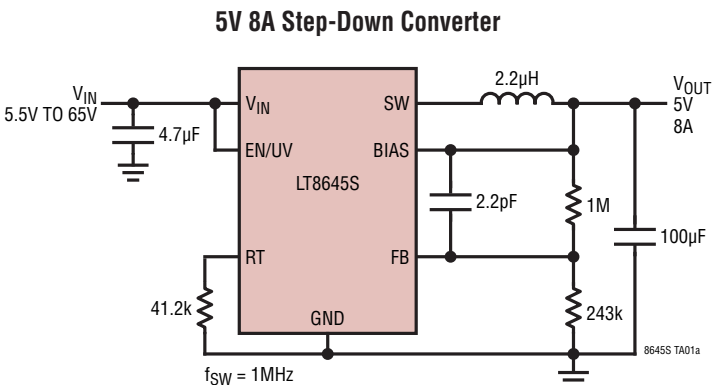 5V 8A Step-Down Converter
VIN
5.5V TO 65V
4.7µF
VIN
EN/UV
RT
SW
BIAS
FB
GND
LT8645S
2.2µH
VOUT
5V
8A
2.2pF
1M
100µF
243k
41.2k
fSW = 1MHz
8645S TA01a